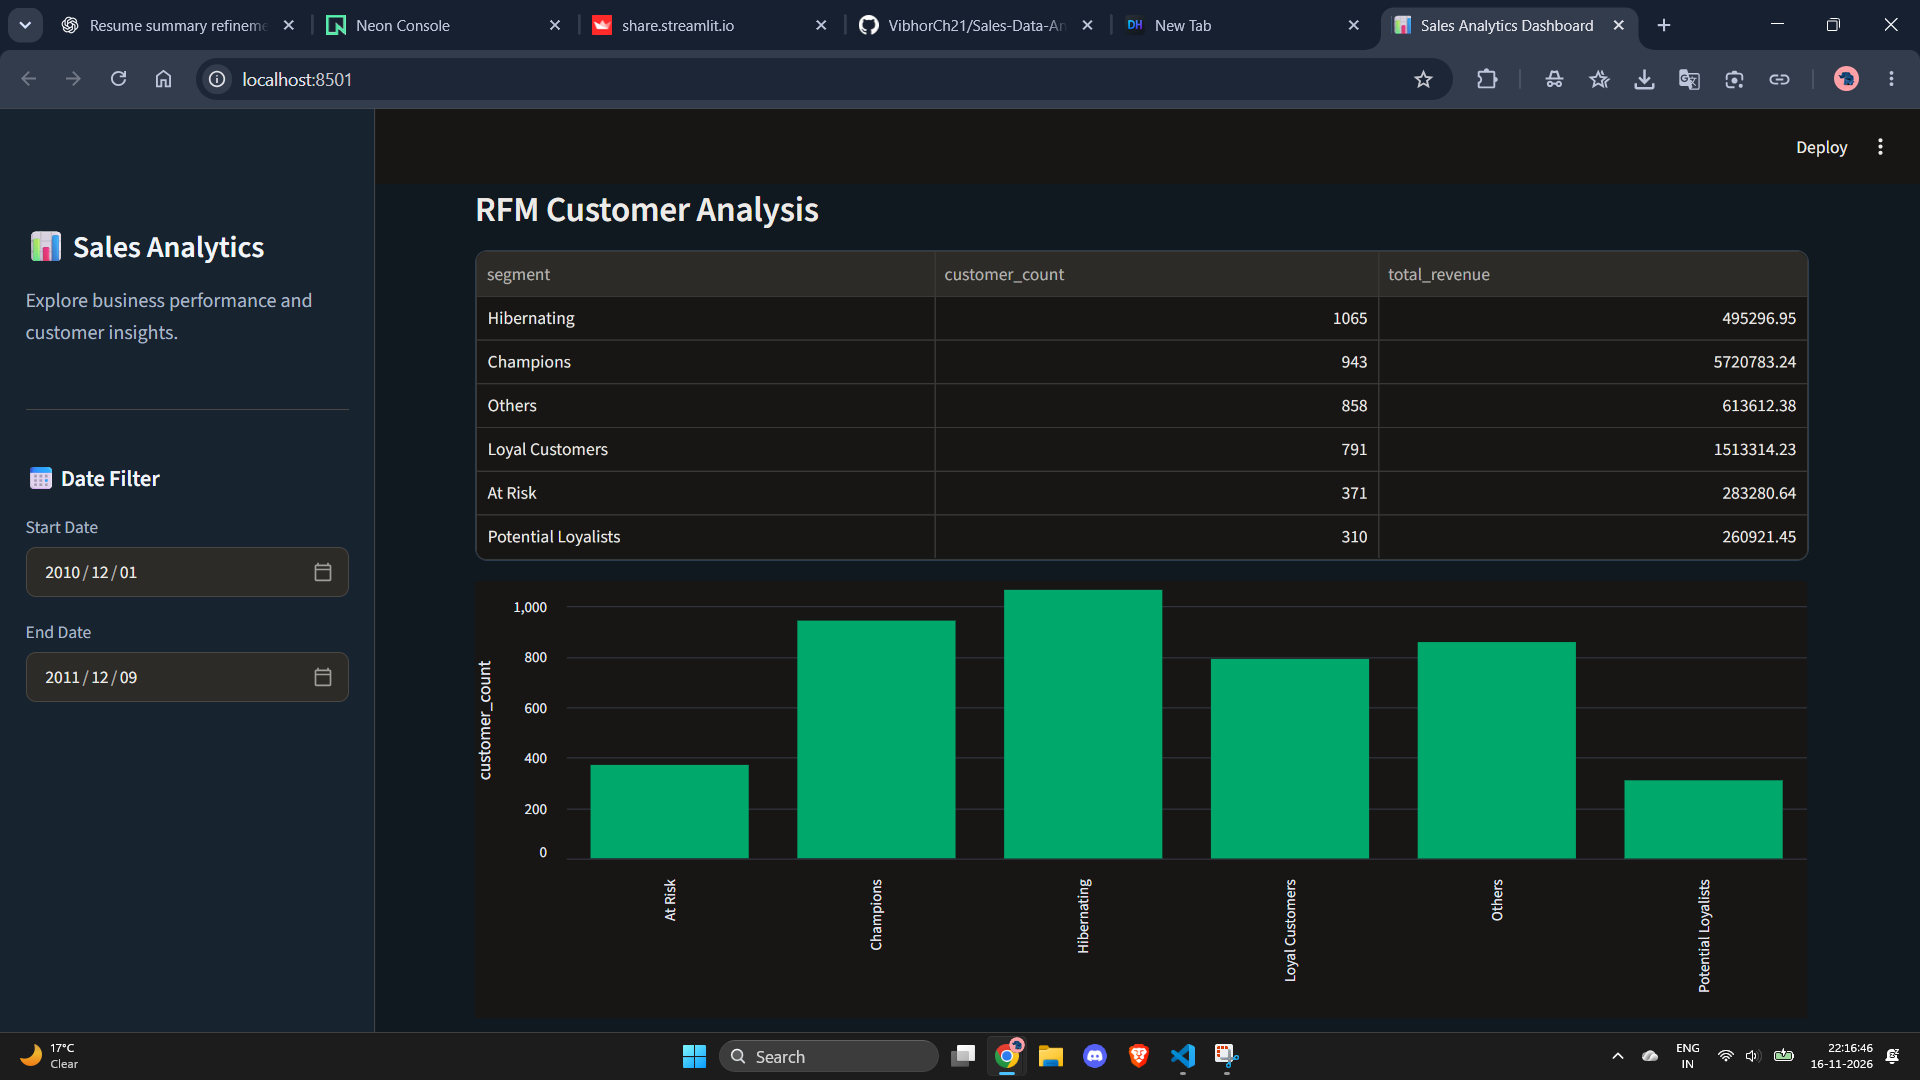 Resume summary refineme
Neon Console
share.streamlit.io
VibhorCh21/Sales-Data-An
DH New Tab
Sales Analytics Dashboard
localhost:8501
Deploy
Sales Analytics
Explore business performance and
customer insights.
Date Filter
Start Date
2010/12/01
End Date
2011/12/09
RFM Customer Analysis
segment customer_count total_revenue
Hibernating 1065 495296.95
Champions 943 5720783.24
Others 858 613612.38
Loyal Customers 791 1513314.23
At Risk 371 283280.64
Potential Loyalists 310 260921.45
customer_count
1,000
800
600
400
200
0
At Risk
Champions
Hibernating
Loyal Customers
Others
Potential Loyalists
17°C
Clear
Search
ENG
IN
22:16:46
16-11-2026